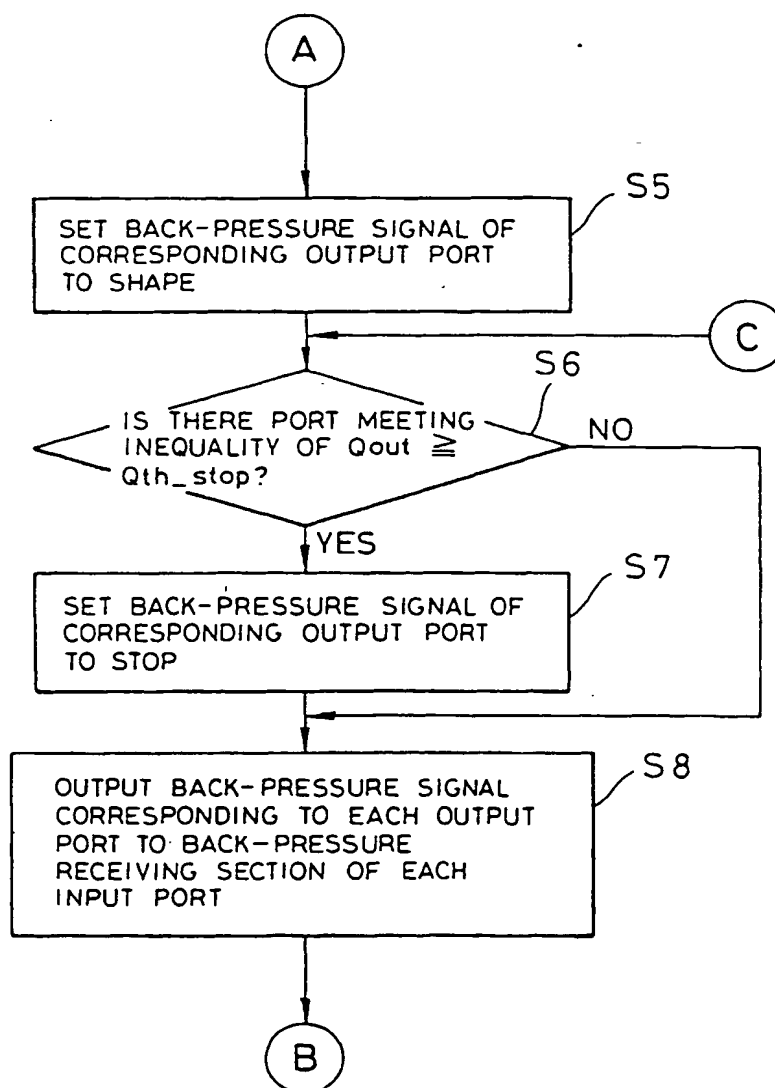 A
S5
SET BACK-PRESSURE SIGNAL OF
CORRESPONDING OUTPUT PORT
TO SHAPE
C
S6
IS THERE PORT MEETING
INEQUALITY OF Qout ≧
Qth_stop?
NO
YES
S7
SET BACK-PRESSURE SIGNAL OF
CORRESPONDING OUTPUT PORT
TO STOP
S8
OUTPUT BACK-PRESSURE SIGNAL
CORRESPONDING TO EACH OUTPUT
PORT TO BACK-PRESSURE
RECEIVING SECTION OF EACH
INPUT PORT
B